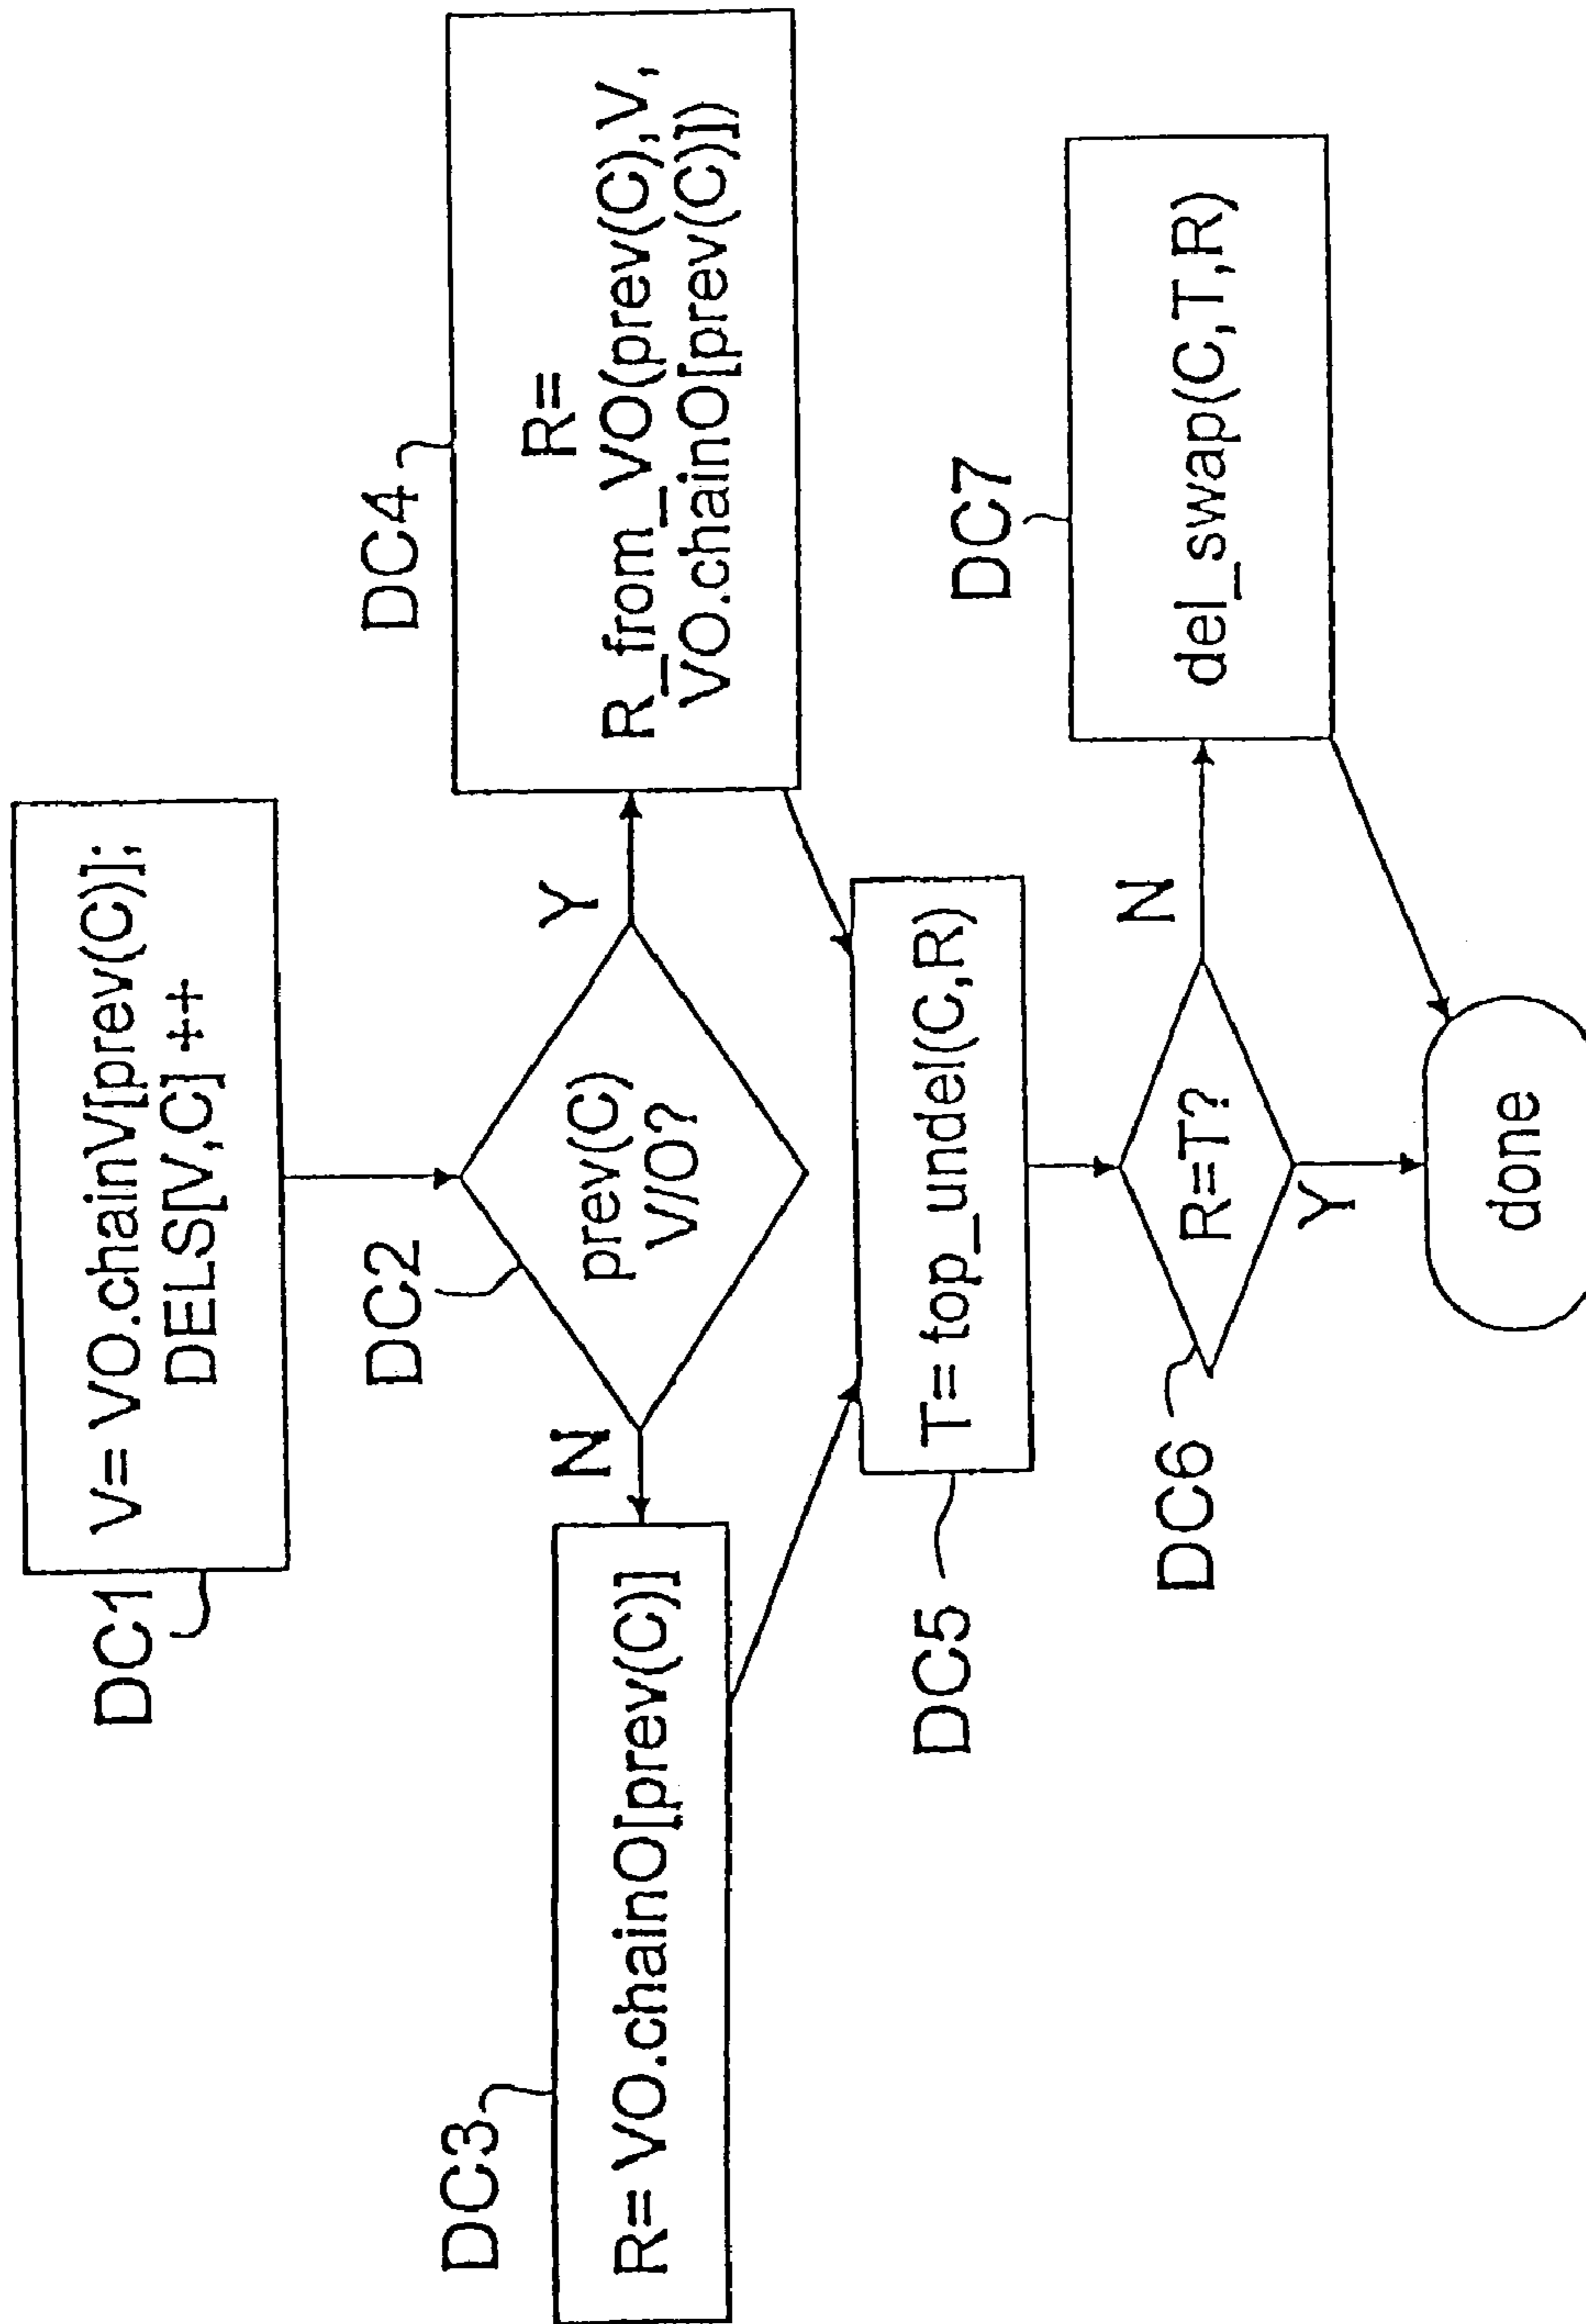 DC1
V= VO.chainV[prev(C)];
DELS[V,C] ++
DC2
prev(C)
V/O?
N
Y
DC3
R= VO.chainO[prev(C)]
DC4
R=
R_from_VO(prev(C),V,
VO.chainO[prev(C)])
DC5
T= top_undel(C,R)
DC6
R=T?
N
Y
DC7
del_swap(C,T,R)
done